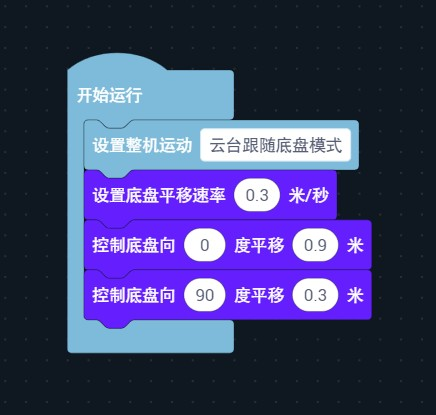 开始运行
设置整机运动 云台跟随底盘模式
设置底盘平移速率 0.3 米/秒
控制底盘向 0 度平移 0.9 米
控制底盘向 90 度平移 0.3 米